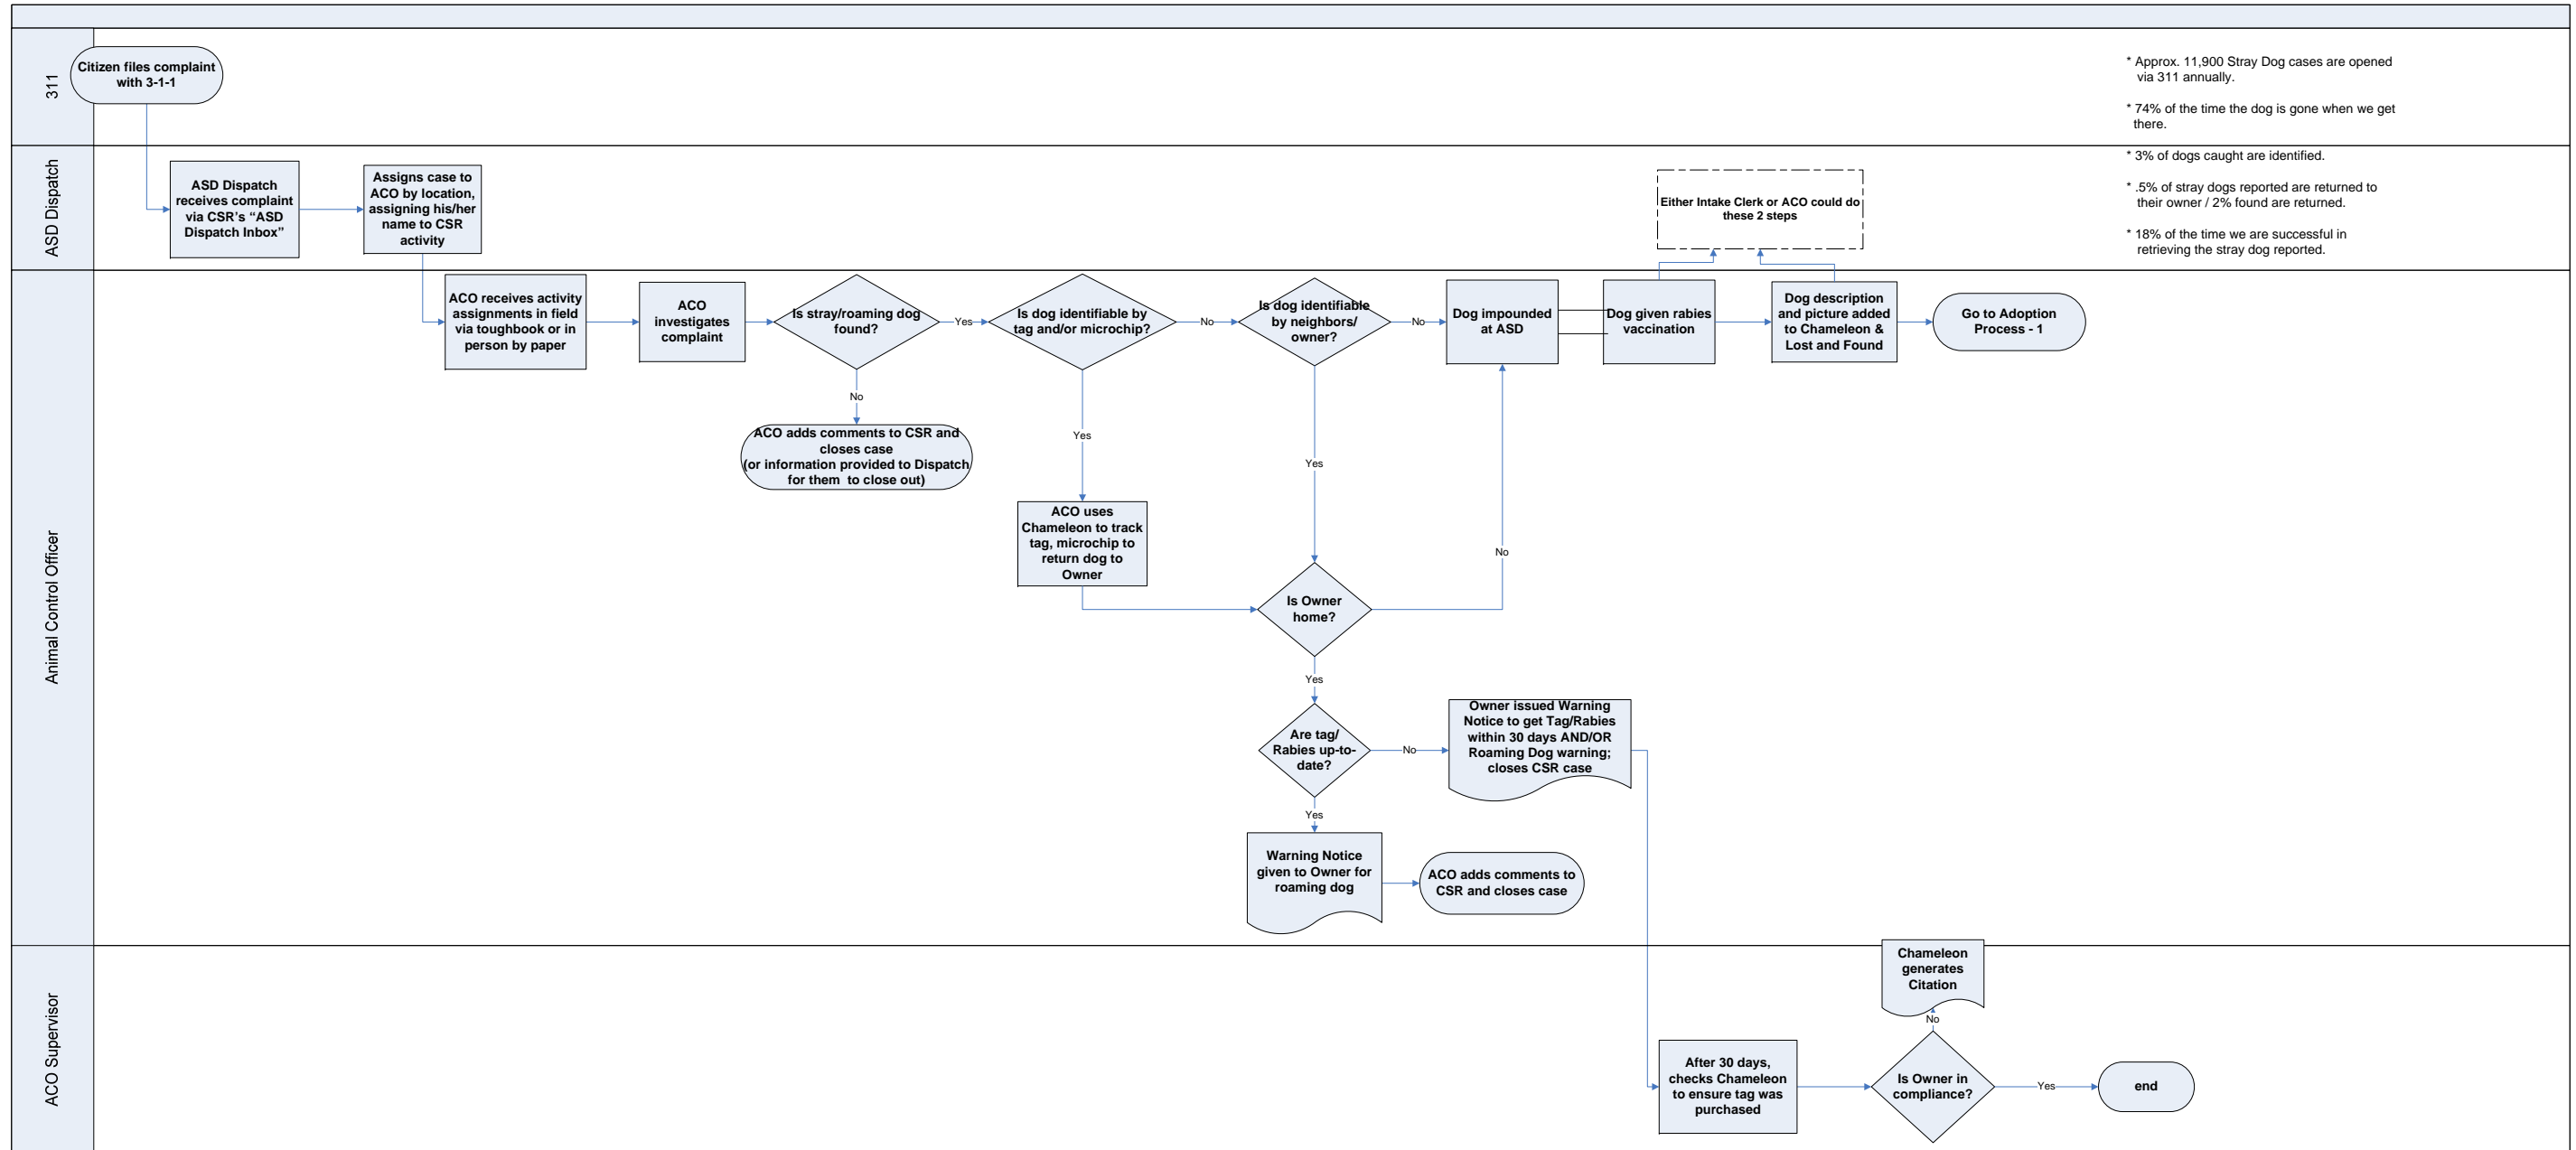 311
Citizen files complaint
with 3-1-1
* Approx. 11,900 Stray Dog cases are opened
via 311 annually.
* 74% of the time the dog is gone when we get
there.
* 3% of dogs caught are identified.
* .5% of stray dogs reported are returned to
their owner / 2% found are returned.
* 18% of the time we are successful in
retrieving the stray dog reported.
ASD Dispatch
ASD Dispatch
receives complaint
via CSR's “ASD
Dispatch Inbox”
Assigns case to
ACO by location,
assigning his/her
name to CSR
activity
Either Intake Clerk or ACO could do
these 2 steps
Animal Control Officer
ACO receives activity
assignments in field
via toughbook or in
person by paper
ACO
investigates
complaint
Is stray/roaming dog
found?
Yes
Is dog identifiable by
tag and/or microchip?
No
Is dog identifiable
by neighbors/
owner?
No
Dog impounded
at ASD
Dog given rabies
vaccination
Dog description
and picture added
to Chameleon &
Lost and Found
Go to Adoption
Process - 1
No
ACO adds comments to CSR and
closes case
(or information provided to Dispatch
for them to close out)
Yes
Yes
ACO uses
Chameleon to track
tag, microchip to
return dog to
Owner
No
Is Owner
home?
Yes
Are tag/
Rabies up-to-
date?
No
Owner issued Warning
Notice to get Tag/Rabies
within 30 days AND/OR
Roaming Dog warning;
closes CSR case
Yes
Warning Notice
given to Owner for
roaming dog
ACO adds comments to
CSR and closes case
ACO Supervisor
Chameleon
generates
Citation
No
After 30 days,
checks Chameleon
to ensure tag was
purchased
Is Owner in
compliance?
Yes
end